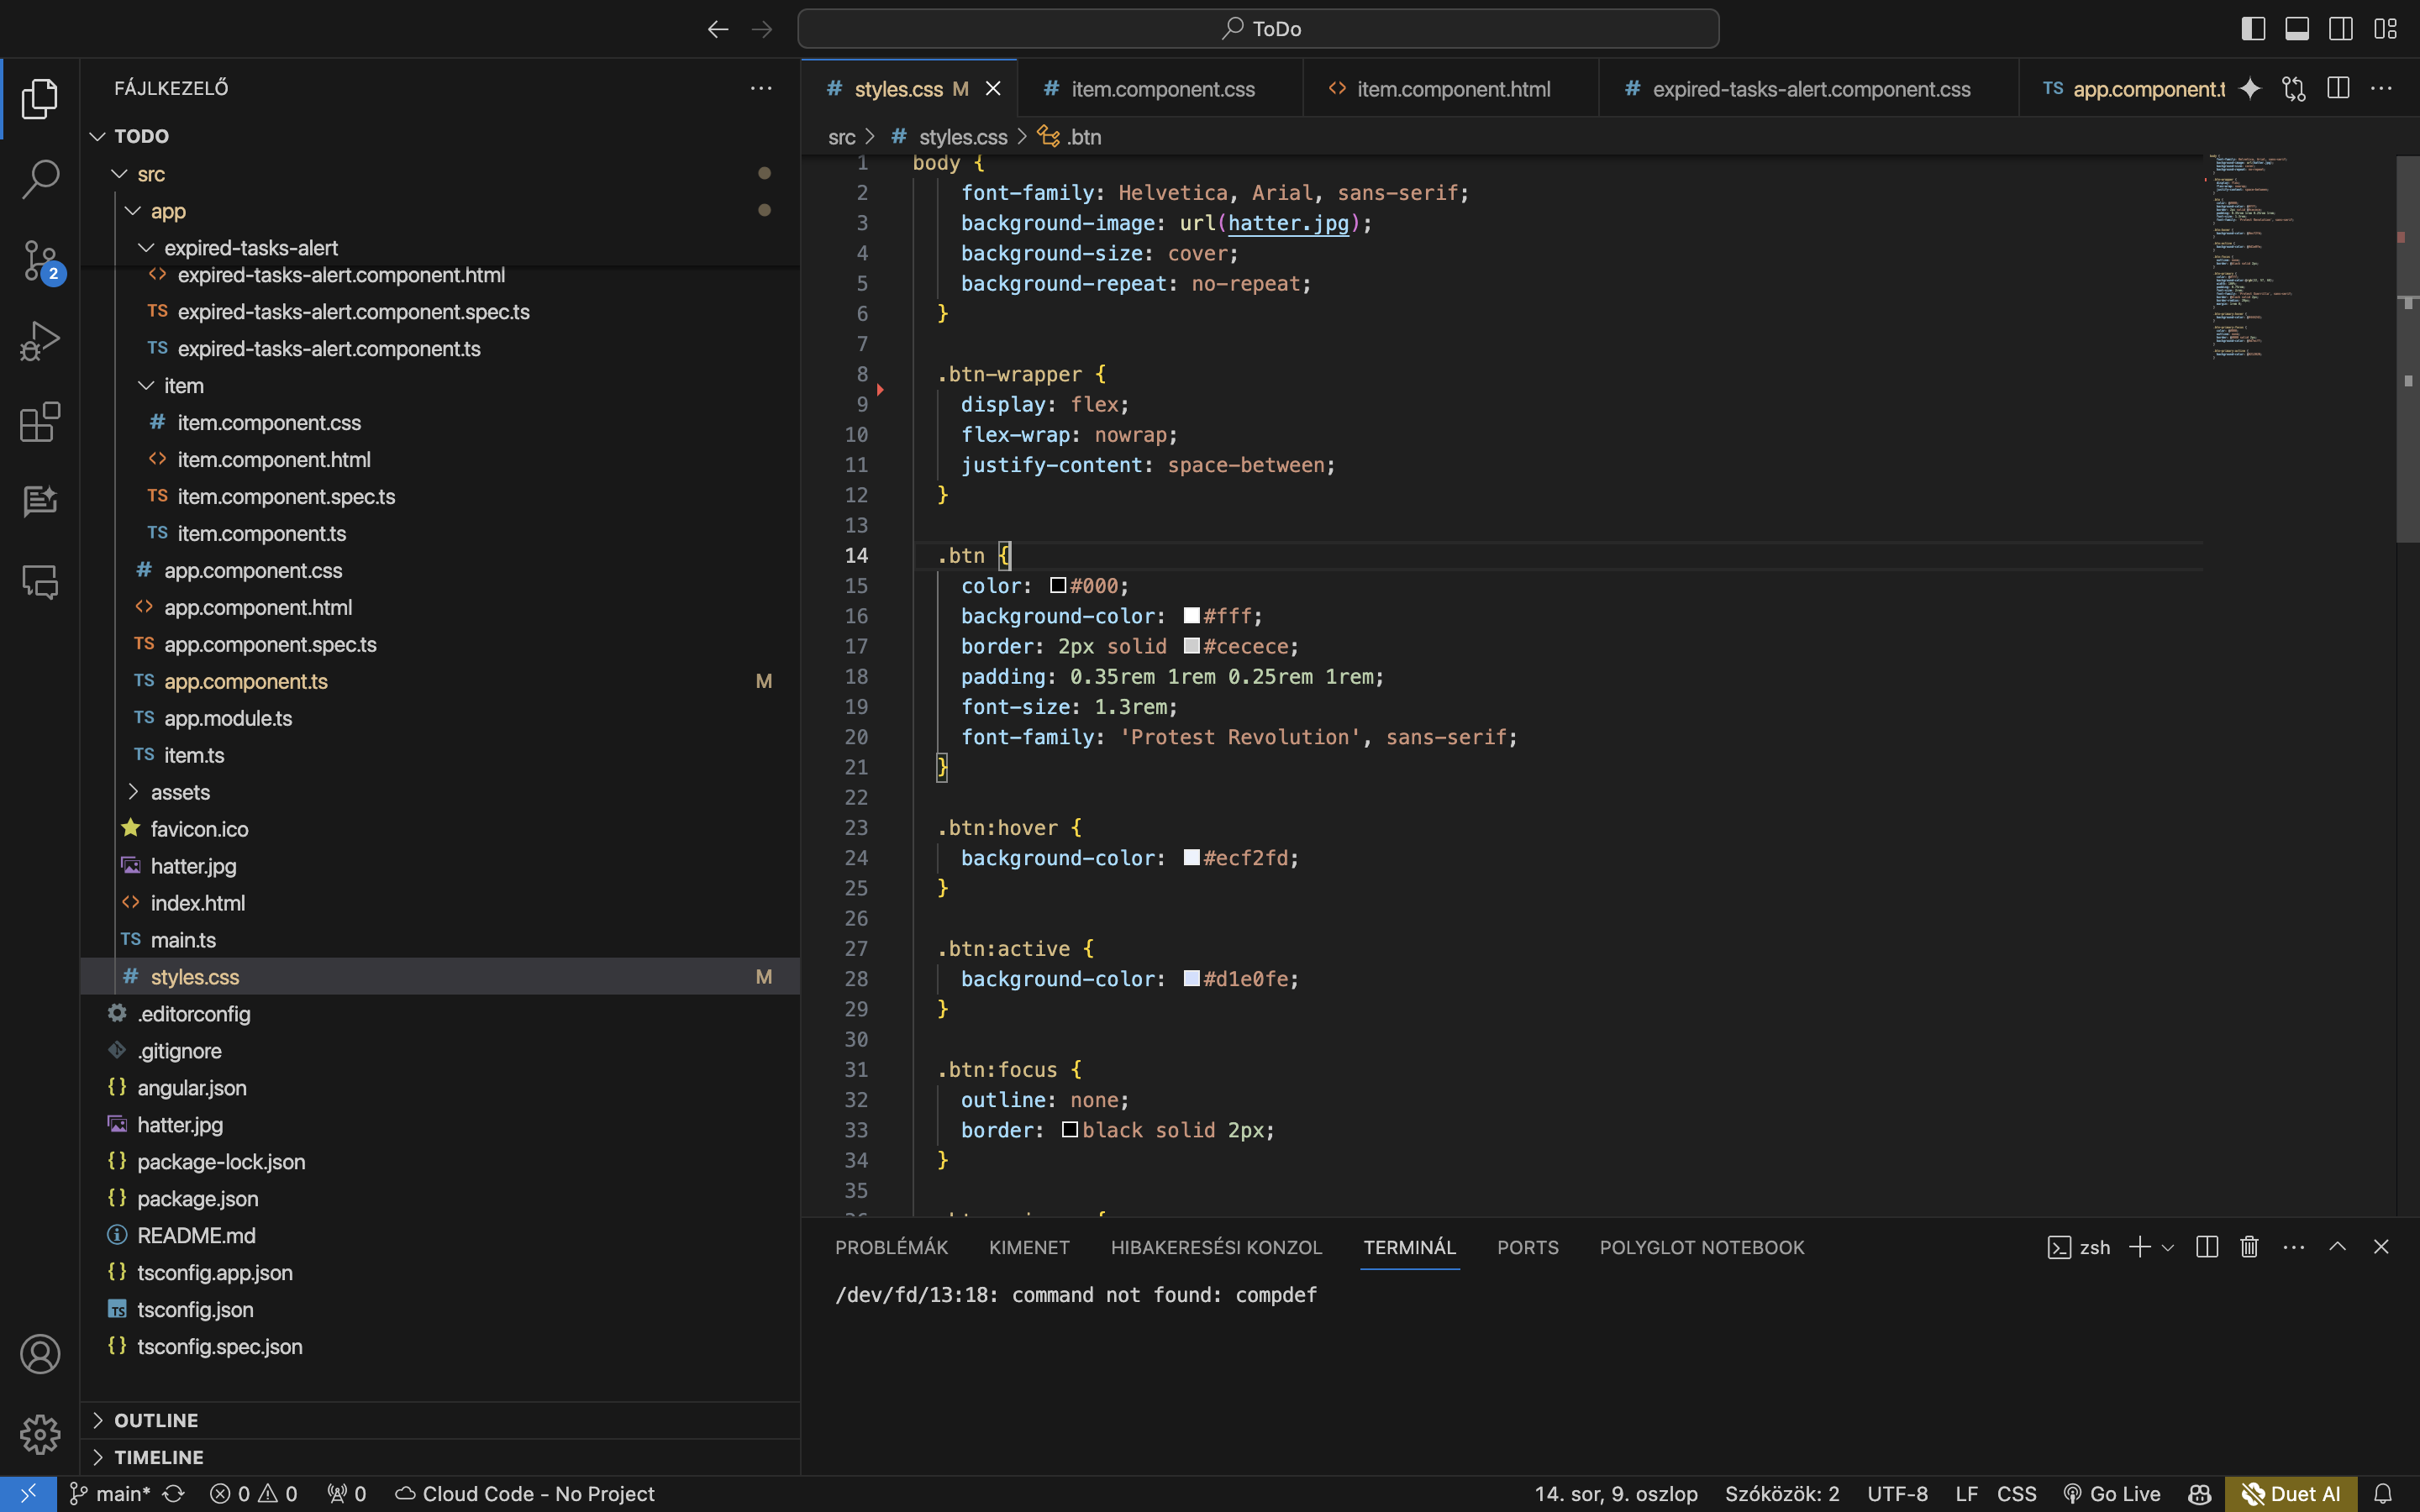 ToDo
FÁJLKEZELŐ
TODO
src
app
expired-tasks-alert
expired-tasks-alert.component.html
TS expired-tasks-alert.component.spec.ts
TS expired-tasks-alert.component.ts
item
# item.component.css
item.component.html
TS item.component.spec.ts
TS item.component.ts
# app.component.css
app.component.html
TS app.component.spec.ts
TS app.component.ts M
TS app.module.ts
TS item.ts
assets
favicon.ico
hatter.jpg
index.html
TS main.ts
# styles.css M
.editorconfig
.gitignore
{} angular.json
hatter.jpg
{} package-lock.json
{} package.json
README.md
{} tsconfig.app.json
TS tsconfig.json
{} tsconfig.spec.json
OUTLINE
TIMELINE
2
# styles.css M
# item.component.css
<> item.component.html
# expired-tasks-alert.component.css
TS app.component.t
src > # styles.css > .btn
1 body {
2 font-family: Helvetica, Arial, sans-serif;
3 background-image: url(hatter.jpg);
4 background-size: cover;
5 background-repeat: no-repeat;
6 }
7
8 .btn-wrapper {
9 display: flex;
10 flex-wrap: nowrap;
11 justify-content: space-between;
12 }
13
14 .btn {
15 color: #000;
16 background-color: #fff;
17 border: 2px solid #cecece;
18 padding: 0.35rem 1rem 0.25rem 1rem;
19 font-size: 1.3rem;
20 font-family: 'Protest Revolution', sans-serif;
21 }
22
23 .btn:hover {
24 background-color: #ecf2fd;
25 }
26
27 .btn:active {
28 background-color: #d1e0fe;
29 }
30
31 .btn:focus {
32 outline: none;
33 border: black solid 2px;
34 }
35
PROBLÉMÁK KIMENET HIBAKERESÉSI KONZOL TERMINÁL PORTS POLYGLOT NOTEBOOK
zsh
/dev/fd/13:18: command not found: compdef
main* 0 0 0 Cloud Code - No Project
14. sor, 9. oszlop Szóközök: 2 UTF-8 LF CSS Go Live Duet AI